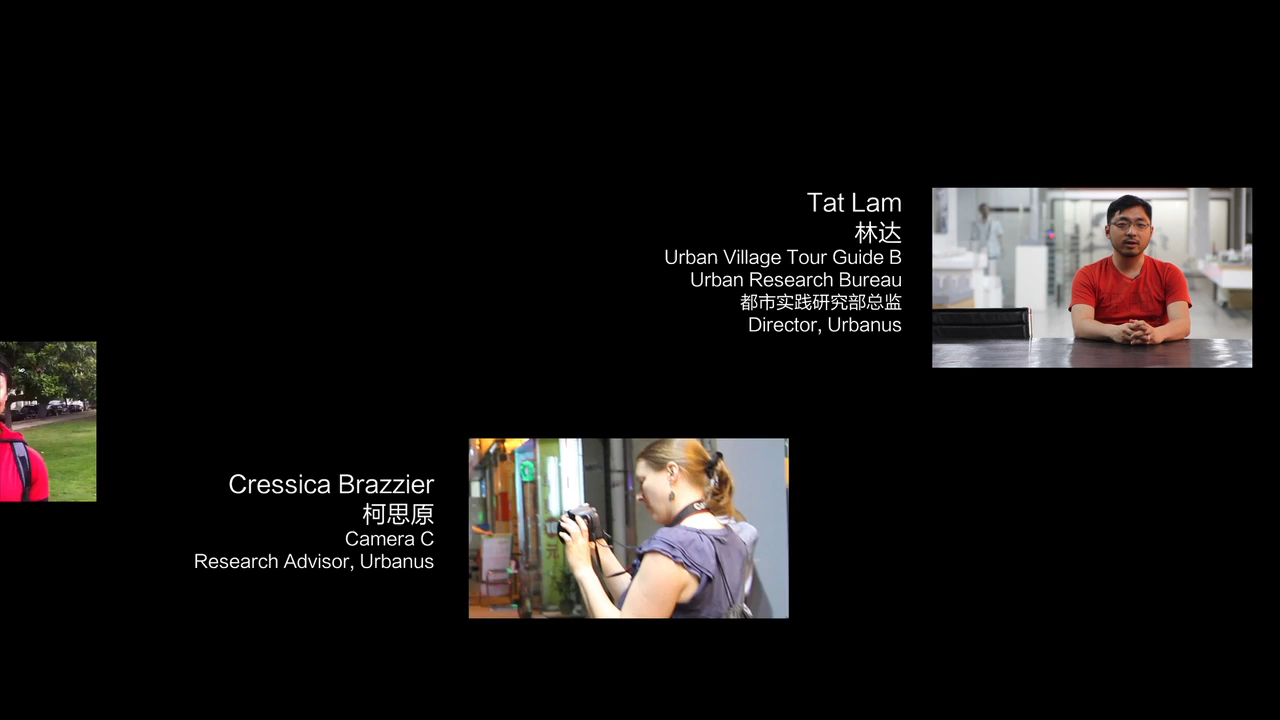 Tat Lam
林达
Urban Village Tour Guide B
Urban Research Bureau
都市实践研究部总监
Director, Urbanus
Cressica Brazzier
柯思原
Camera C
Research Advisor, Urbanus
元